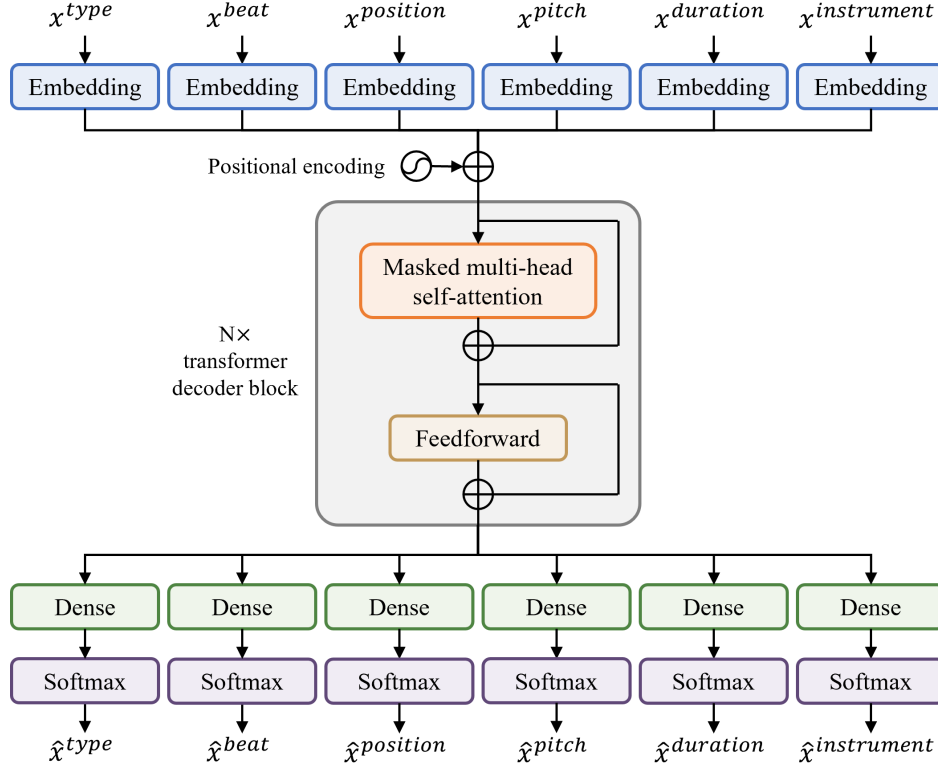 x^type x^beat x^position x^pitch x^duration x^instrument
Embedding Embedding Embedding Embedding Embedding Embedding
Positional encoding
Masked multi-head
self-attention
N×
transformer
decoder block
Feedforward
Dense Dense Dense Dense Dense Dense
Softmax Softmax Softmax Softmax Softmax Softmax
x̂^type x̂^beat x̂^position x̂^pitch x̂^duration x̂^instrument